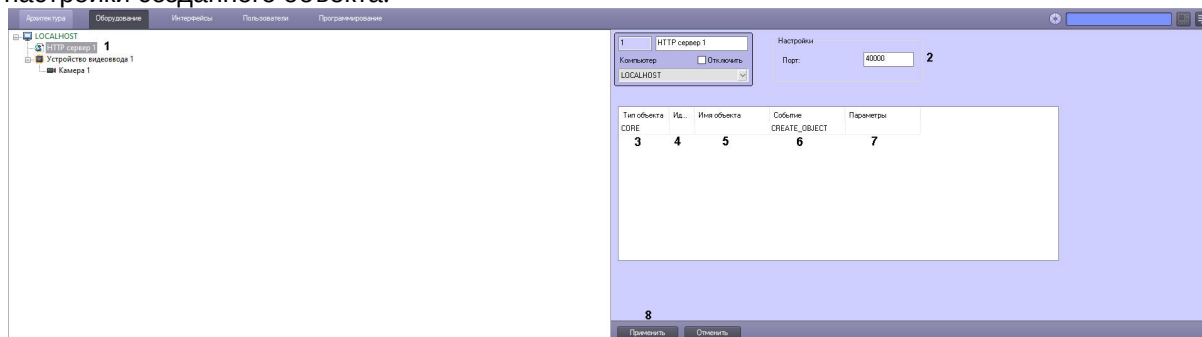 настройки созданного объекта.
Архитектура Оборудование Интерфейсы Пользователи Программирование
LOCALHOST
HTTP сервер 1 1
Устройство видеоввода 1
Камера 1
1 HTTP сервер 1
Компьютер Отключить
LOCALHOST
Настройки
Порт: 40000 2
Тип объекта Ид... Имя объекта Событие Параметры
CORE CREATE_OBJECT
3 4 5 6 7
8
Применить Отменить